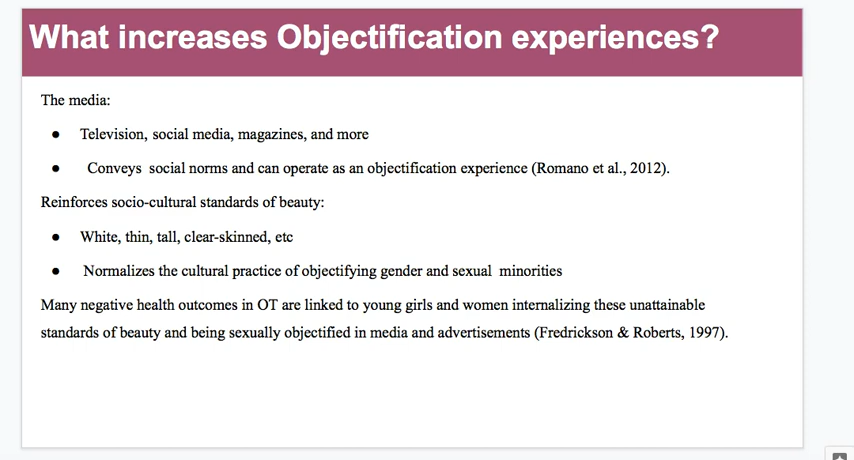 What increases Objectification experiences?
The media:
● Television, social media, magazines, and more
● Conveys social norms and can operate as an objectification experience (Romano et al., 2012).
Reinforces socio-cultural standards of beauty:
● White, thin, tall, clear-skinned, etc
● Normalizes the cultural practice of objectifying gender and sexual minorities
Many negative health outcomes in OT are linked to young girls and women internalizing these unattainable
standards of beauty and being sexually objectified in media and advertisements (Fredrickson & Roberts, 1997).